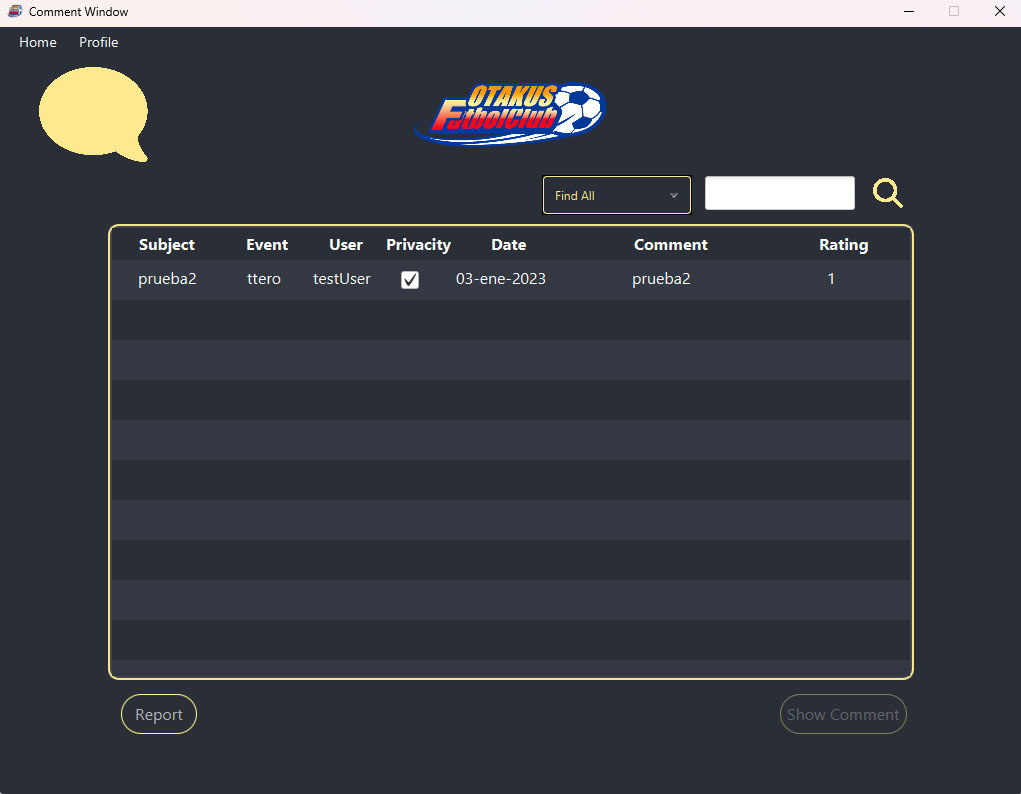 Comment Window
Home Profile
OTAKUS
FutbolClub
Find All
Subject Event User Privacity Date Comment Rating
prueba2 ttero testUser 03-ene-2023 prueba2 1
Report Show Comment